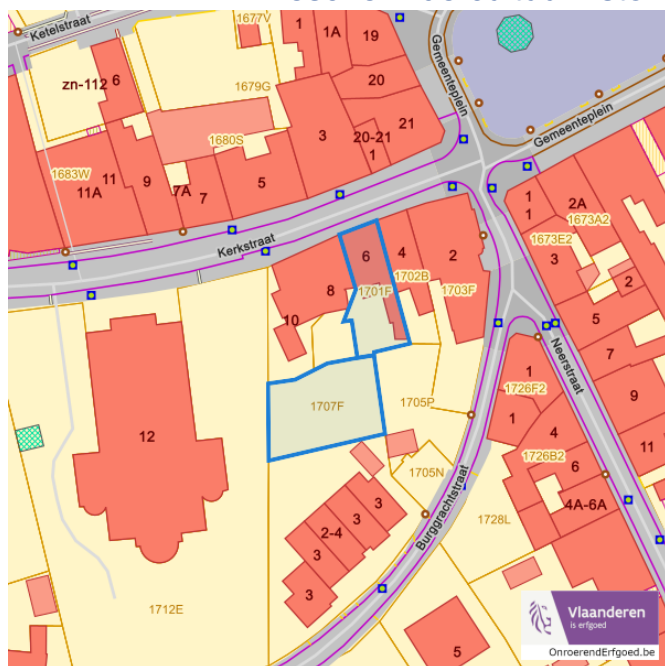 Ketelstraat
1677V
1
1A
19
Gemeenteplein
zn-112
6
1679G
20
1680S
3
20-21
1
21
Gemeenteplein
1683W
11A
11
9
7A
7
5
1
1
2A
1673A2
1673E2
3
2
Kerkstraat
6
4
2
1702B
8
1701F
1703F
10
5
Neerstraat
7
1
1726F2
9
1707F
1705P
1
12
4
11
1726B2
6
1705N
4A-6A
3
3
2-4
3
3
1728L
Burggrachtstraat
1712E
5
Vlaanderen
is erfgoed
OnroerendErfgoed.be